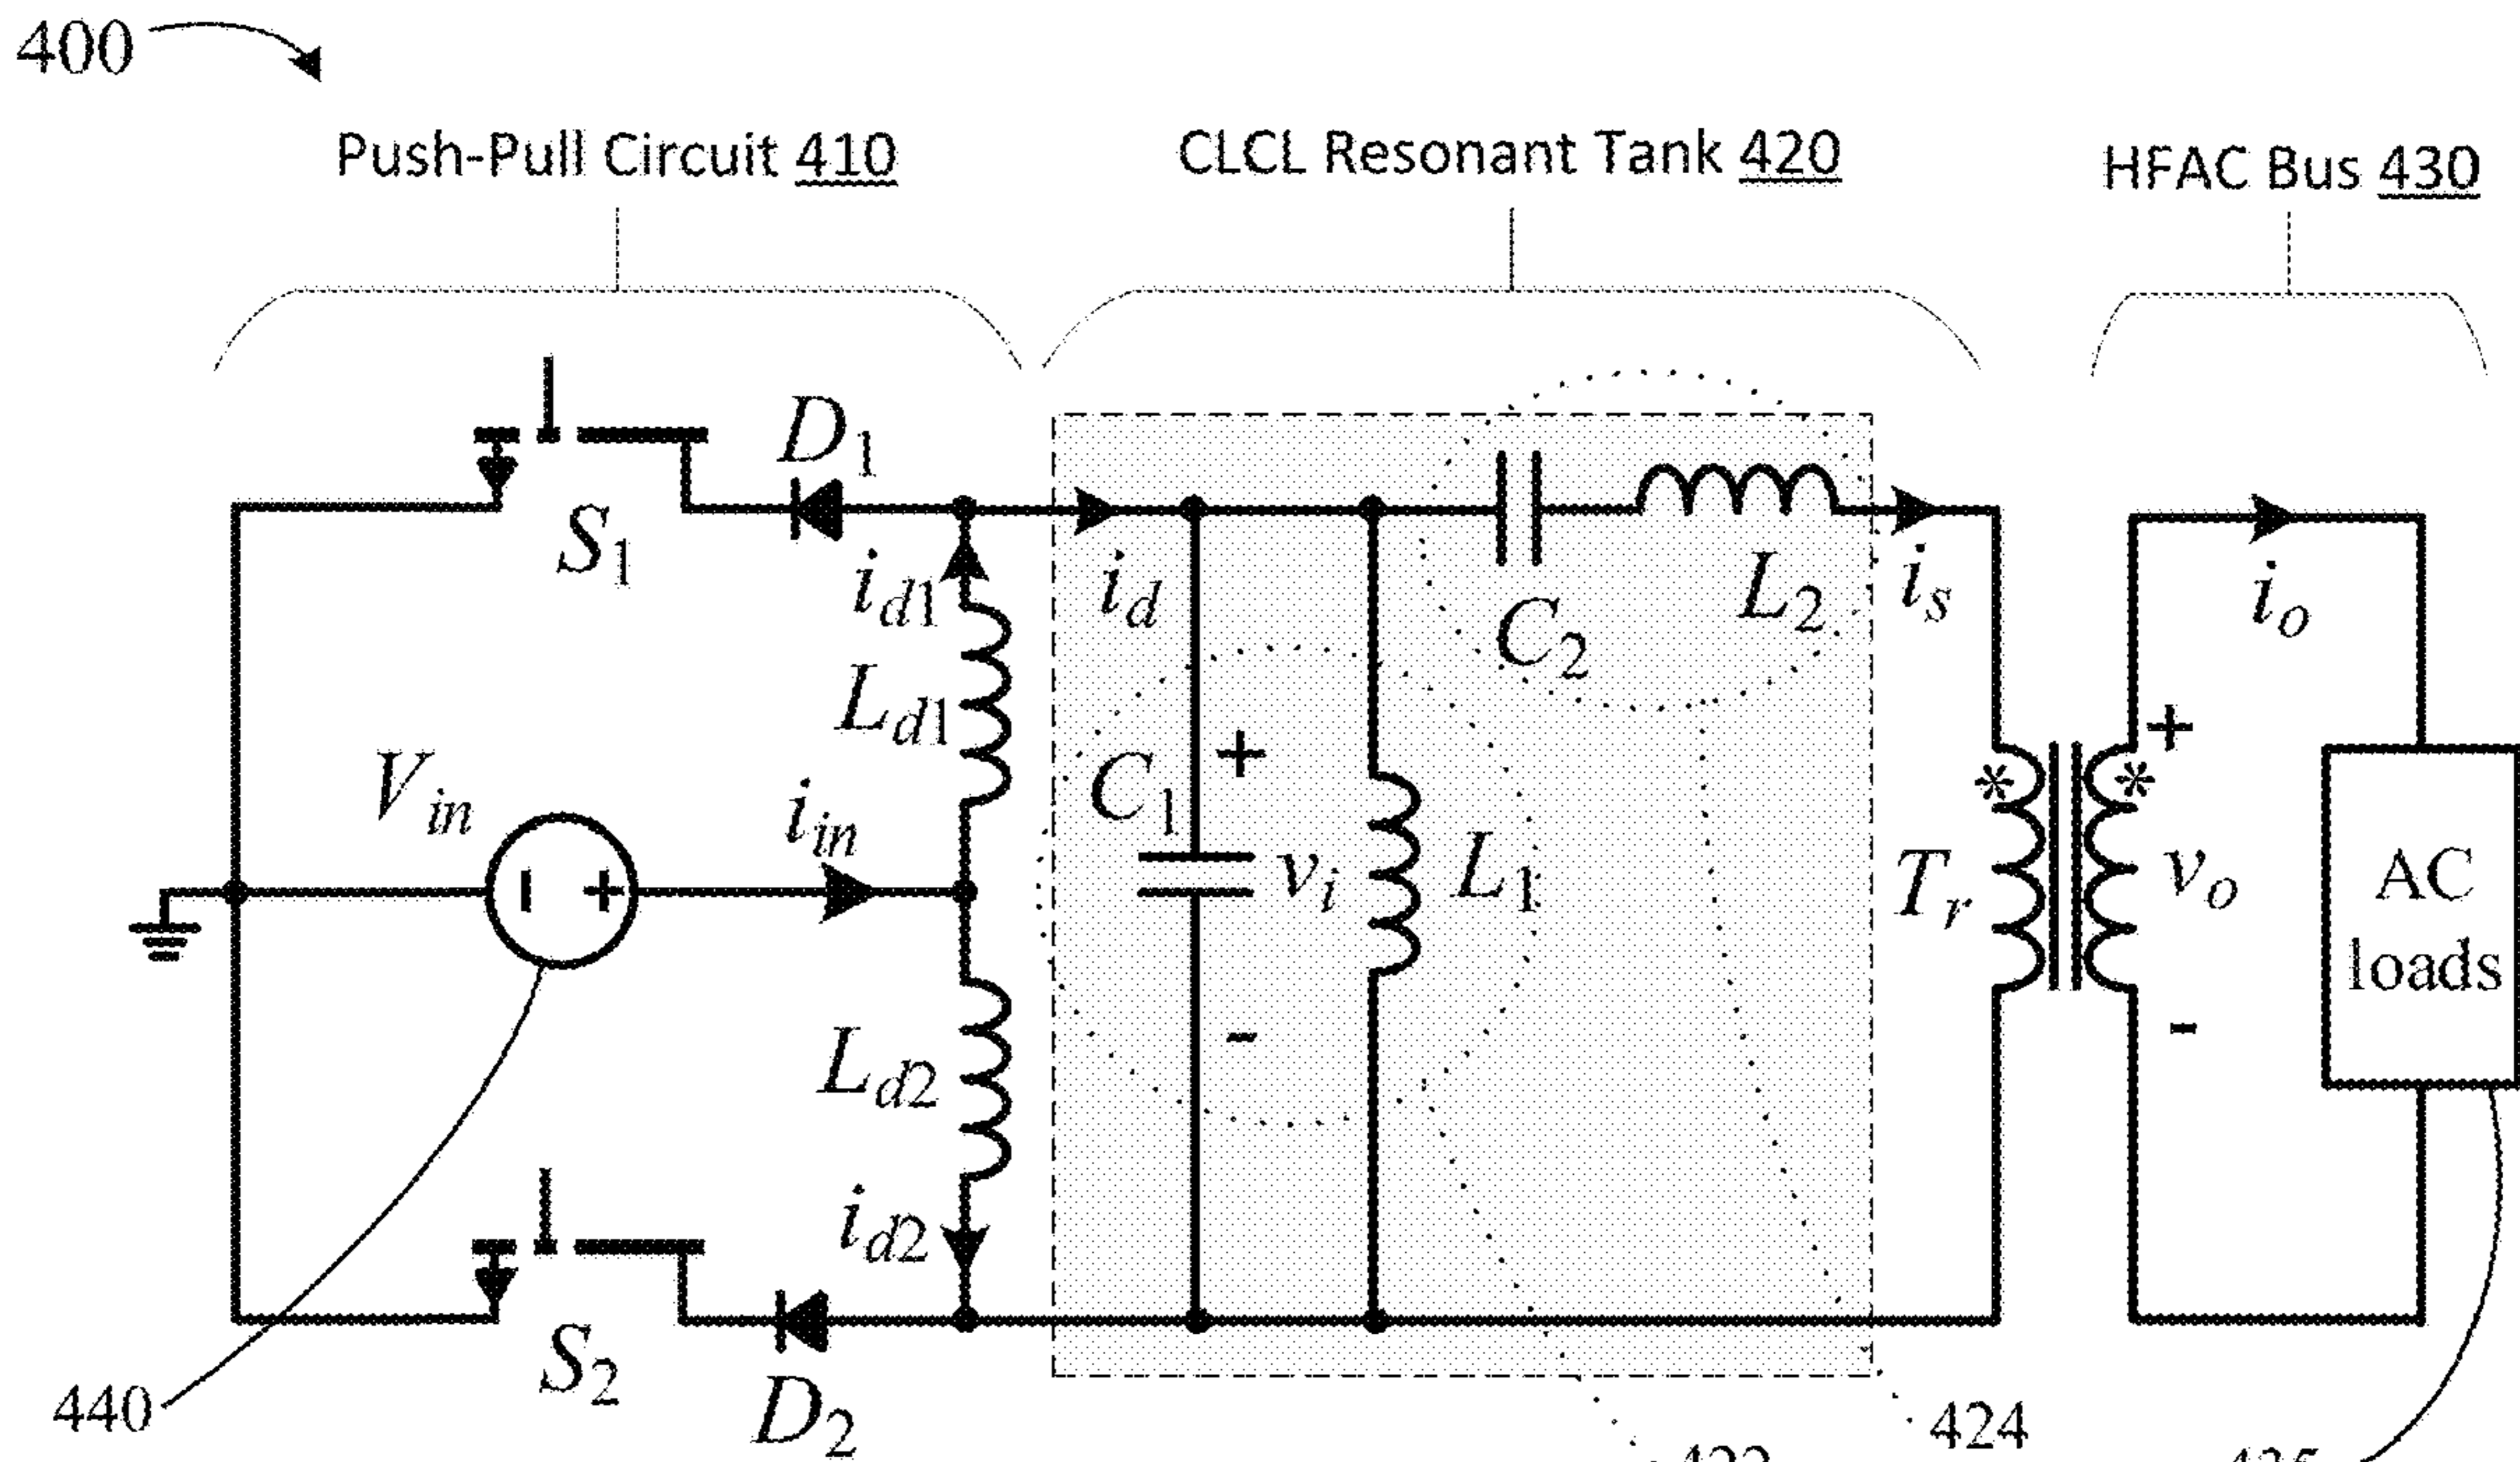 400
Push-Pull Circuit 410
CLCL Resonant Tank 420
HFAC Bus 430
D1
S1
id1
id
C2
L2
is
io
Ld1
Vin
iin
C1
+
vi
-
L1
Tr
*
*
+
vo
-
AC
loads
- +
Ld2
id2
S2
D2
440
424